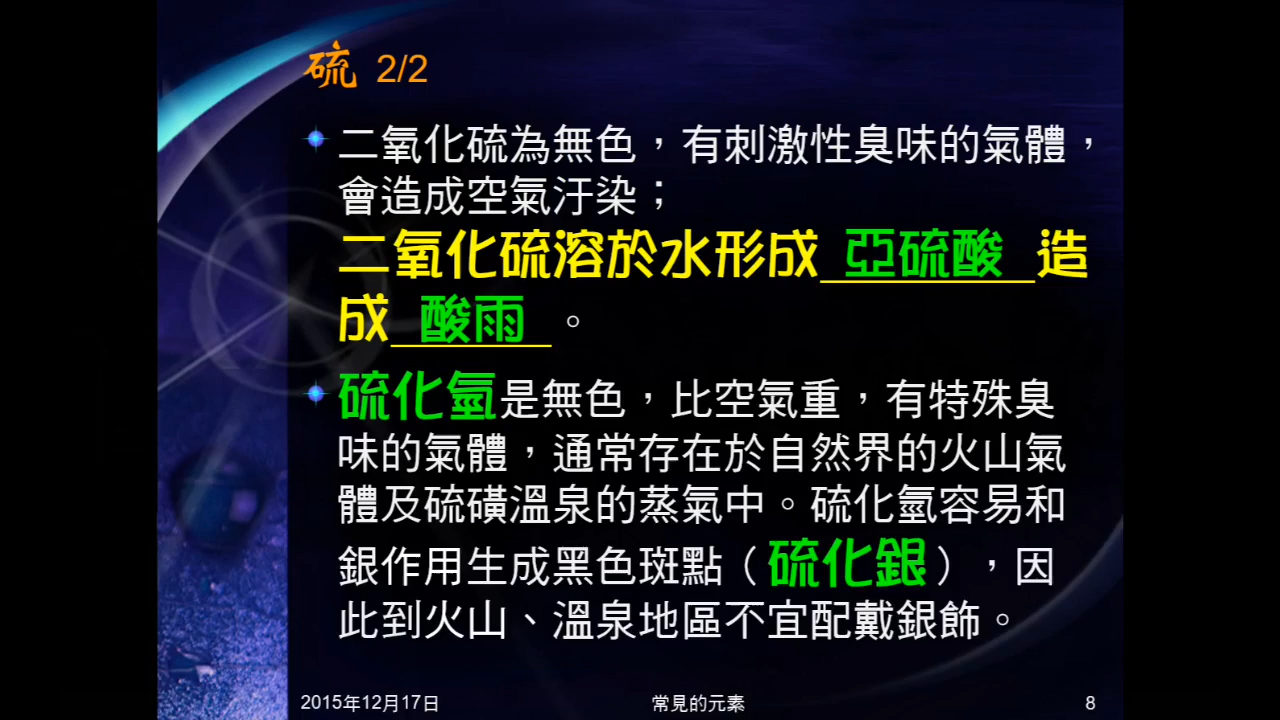 硫 2/2
二氧化硫為無色，有刺激性臭味的氣體，
會造成空氣汙染；
二氧化硫溶於水形成 亞硫酸 造
成 酸雨 。
硫化氫是無色，比空氣重，有特殊臭
味的氣體，通常存在於自然界的火山氣
體及硫磺溫泉的蒸氣中。硫化氫容易和
銀作用生成黑色斑點（硫化銀），因
此到火山、溫泉地區不宜配戴銀飾。
2015年12月17日 常見的元素 8